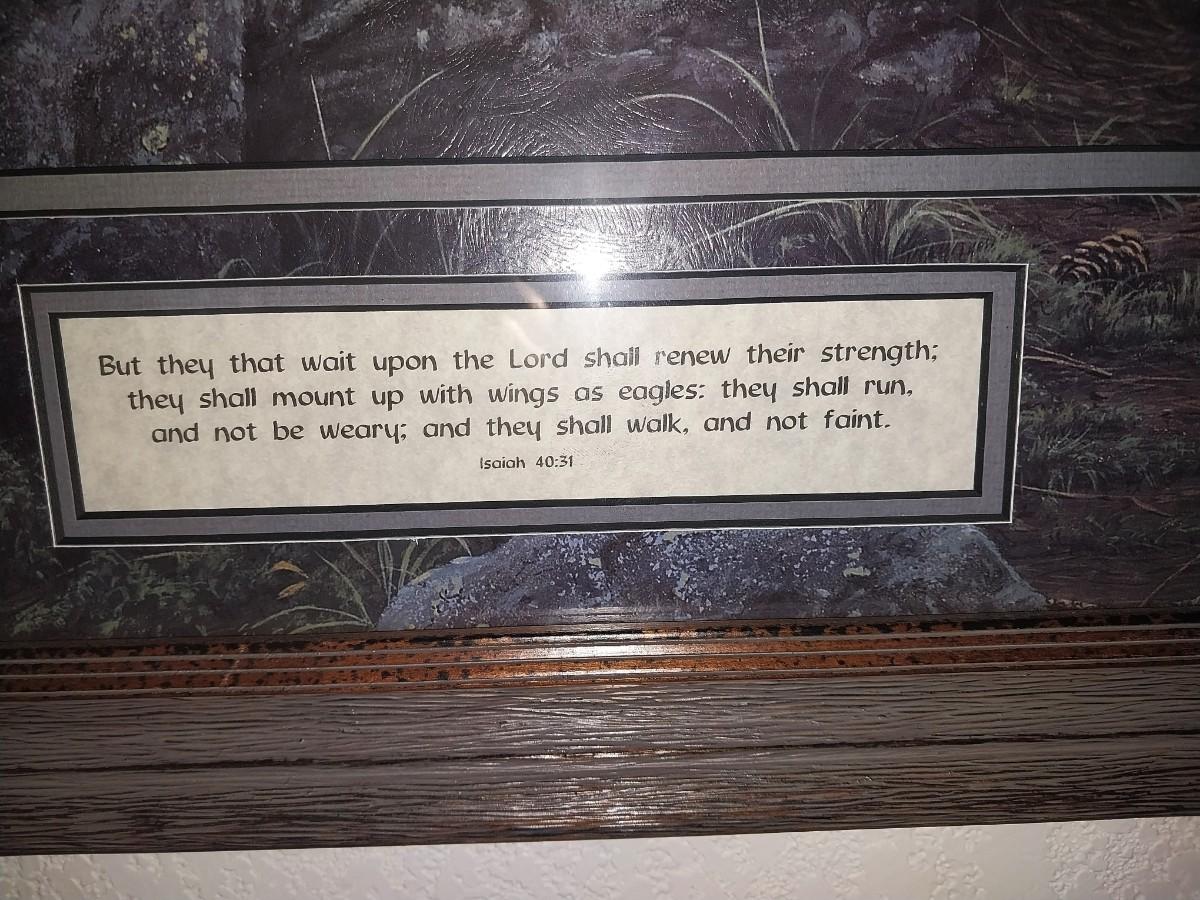 But they that wait upon the Lord shall renew their strength;
they shall mount up with wings as eagles: they shall run,
and not be weary; and they shall walk, and not faint.
Isaiah 40:31